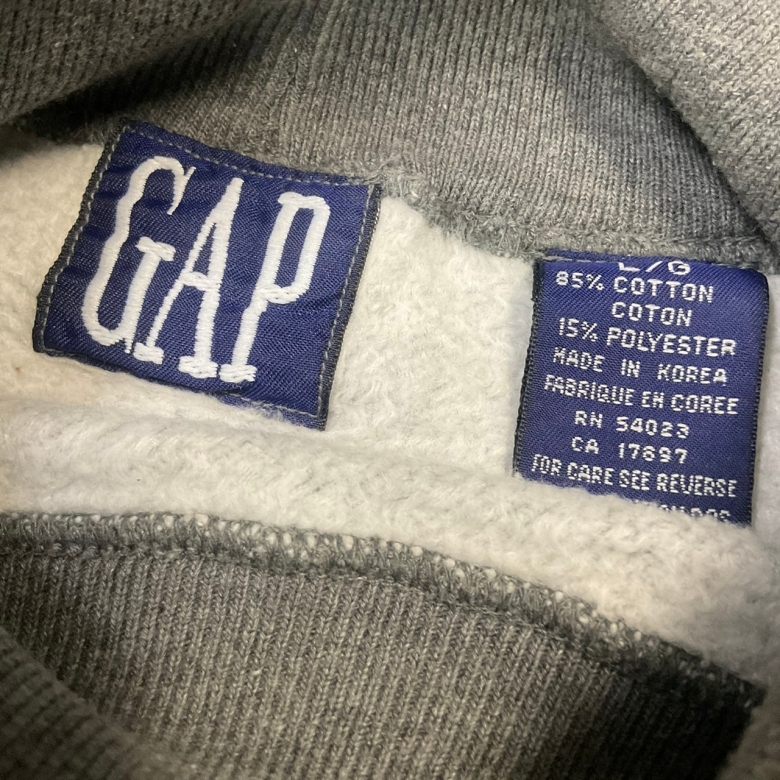 GAP
L/G
85% COTTON
COTON
15% POLYESTER
MADE IN KOREA
FABRIQUE EN COREE
RN 54023
CA 17897
FOR CARE SEE REVERSE